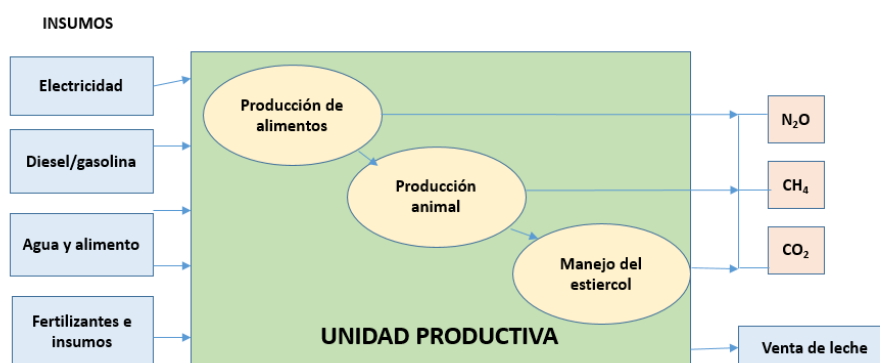 INSUMOS
Electricidad
Diesel/gasolina
Agua y alimento
Fertilizantes e
insumos
Producción de
alimentos
Producción
animal
Manejo del
estiercol
UNIDAD PRODUCTIVA
N₂O
CH₄
CO₂
Venta de leche